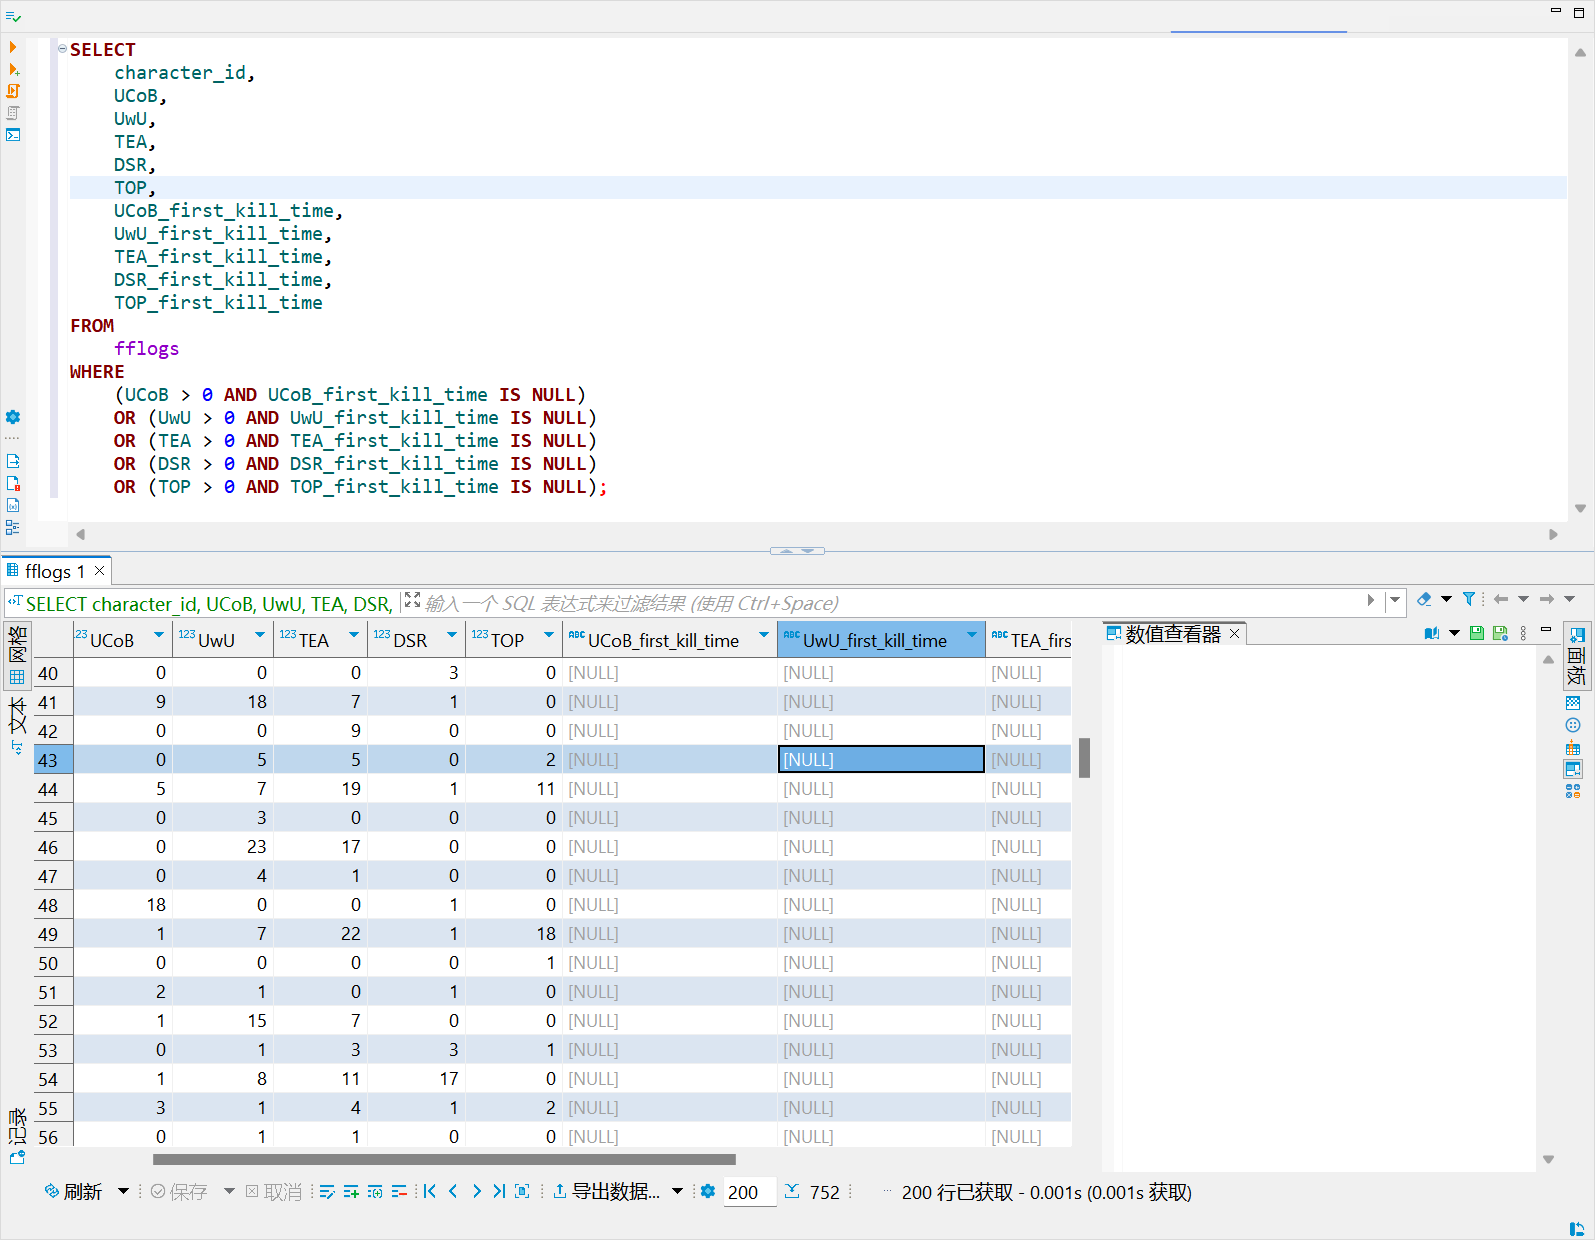 SELECT
character_id,
UCoB,
UwU,
TEA,
DSR,
TOP,
UCoB_first_kill_time,
UwU_first_kill_time,
TEA_first_kill_time,
DSR_first_kill_time,
TOP_first_kill_time
FROM
fflogs
WHERE
(UCoB > 0 AND UCoB_first_kill_time IS NULL)
OR (UwU > 0 AND UwU_first_kill_time IS NULL)
OR (TEA > 0 AND TEA_first_kill_time IS NULL)
OR (DSR > 0 AND DSR_first_kill_time IS NULL)
OR (TOP > 0 AND TOP_first_kill_time IS NULL);
fflogs 1
SELECT character_id, UCoB, UwU, TEA, DSR, 输入一个 SQL 表达式来过滤结果 (使用 Ctrl+Space)
网格
文本
记录
123 UCoB 123 UwU 123 TEA 123 DSR 123 TOP ABC UCoB_first_kill_time ABC UwU_first_kill_time ABC TEA_firs
40 0 0 0 3 0 [NULL] [NULL] [NULL]
41 9 18 7 1 0 [NULL] [NULL] [NULL]
42 0 0 9 0 0 [NULL] [NULL] [NULL]
43 0 5 5 0 2 [NULL] [NULL] [NULL]
44 5 7 19 1 11 [NULL] [NULL] [NULL]
45 0 3 0 0 0 [NULL] [NULL] [NULL]
46 0 23 17 0 0 [NULL] [NULL] [NULL]
47 0 4 1 0 0 [NULL] [NULL] [NULL]
48 18 0 0 1 0 [NULL] [NULL] [NULL]
49 1 7 22 1 18 [NULL] [NULL] [NULL]
50 0 0 0 0 1 [NULL] [NULL] [NULL]
51 2 1 0 1 0 [NULL] [NULL] [NULL]
52 1 15 7 0 0 [NULL] [NULL] [NULL]
53 0 1 3 3 1 [NULL] [NULL] [NULL]
54 1 8 11 17 0 [NULL] [NULL] [NULL]
55 3 1 4 1 2 [NULL] [NULL] [NULL]
56 0 1 1 0 0 [NULL] [NULL] [NULL]
数值查看器
面板
刷新 保存 取消 导出数据... 200 752 200 行已获取 - 0.001s (0.001s 获取)